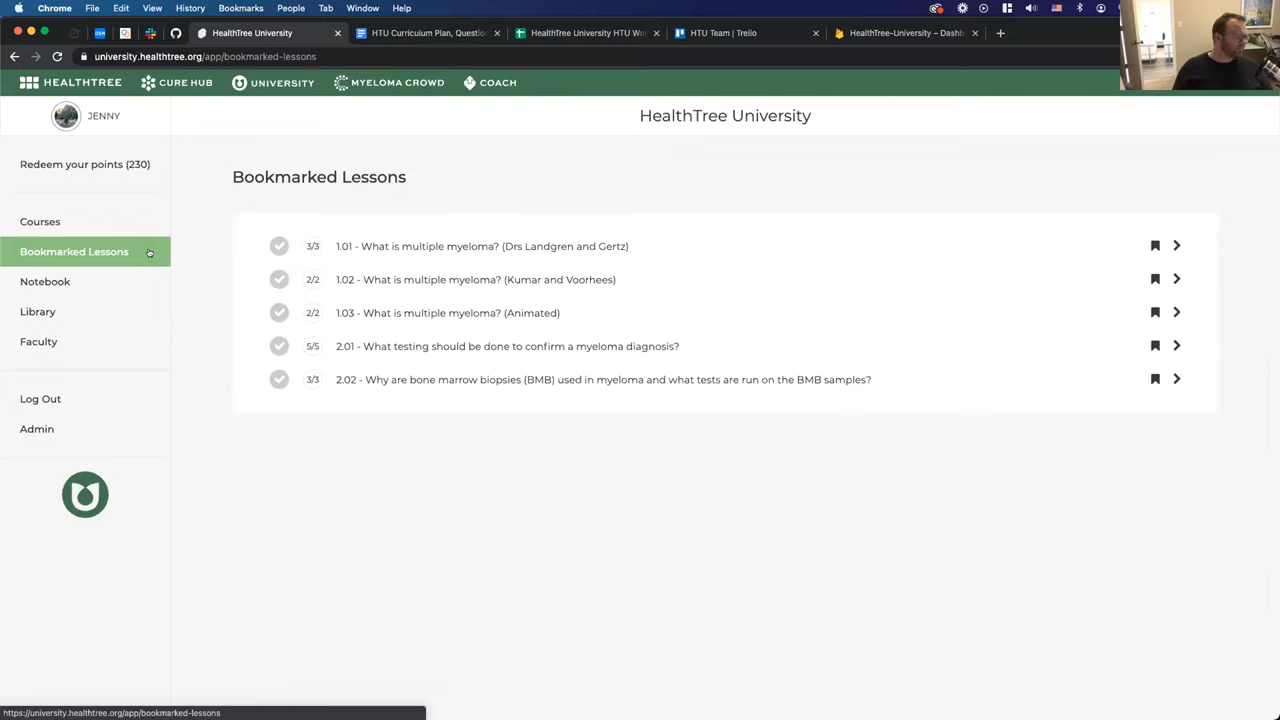 Chrome File Edit View History Bookmarks People Tab Window Help
HealthTree University
HTU Curriculum Plan, Question
HealthTree University HTU Wo
HTU Team | Trello
HealthTree-University – Dashb
university.healthtree.org/app/bookmarked-lessons
HEALTHTREE CURE HUB UNIVERSITY MYELOMA CROWD COACH
JENNY
HealthTree University
Redeem your points (230)
Courses
Bookmarked Lessons
Notebook
Library
Faculty
Log Out
Admin
Bookmarked Lessons
3/3 1.01 - What is multiple myeloma? (Drs Landgren and Gertz)
2/2 1.02 - What is multiple myeloma? (Kumar and Voorhees)
2/2 1.03 - What is multiple myeloma? (Animated)
5/5 2.01 - What testing should be done to confirm a myeloma diagnosis?
3/3 2.02 - Why are bone marrow biopsies (BMB) used in myeloma and what tests are run on the BMB samples?
https://university.healthtree.org/app/bookmarked-lessons